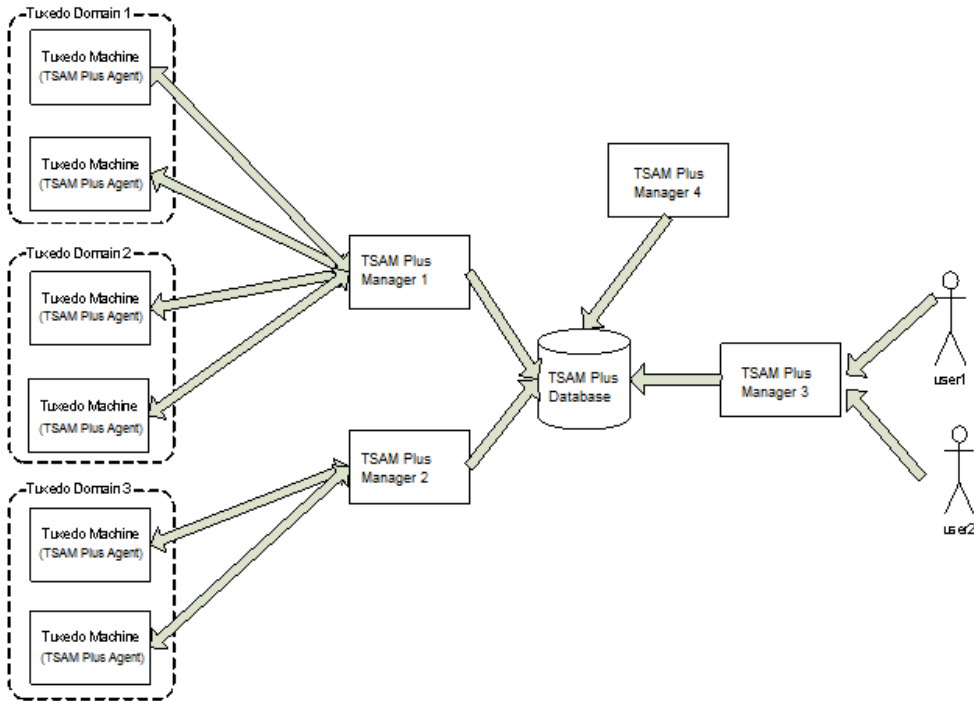 Tuxedo Domain 1
Tuxedo Machine
(TSAM Plus Agent)
Tuxedo Machine
(TSAM Plus Agent)
Tuxedo Domain 2
Tuxedo Machine
(TSAM Plus Agent)
Tuxedo Machine
(TSAM Plus Agent)
Tuxedo Domain 3
Tuxedo Machine
(TSAM Plus Agent)
Tuxedo Machine
(TSAM Plus Agent)
TSAM Plus
Manager 1
TSAM Plus
Manager 2
TSAM Plus
Manager 4
TSAM Plus
Database
TSAM Plus
Manager 3
user1
user2